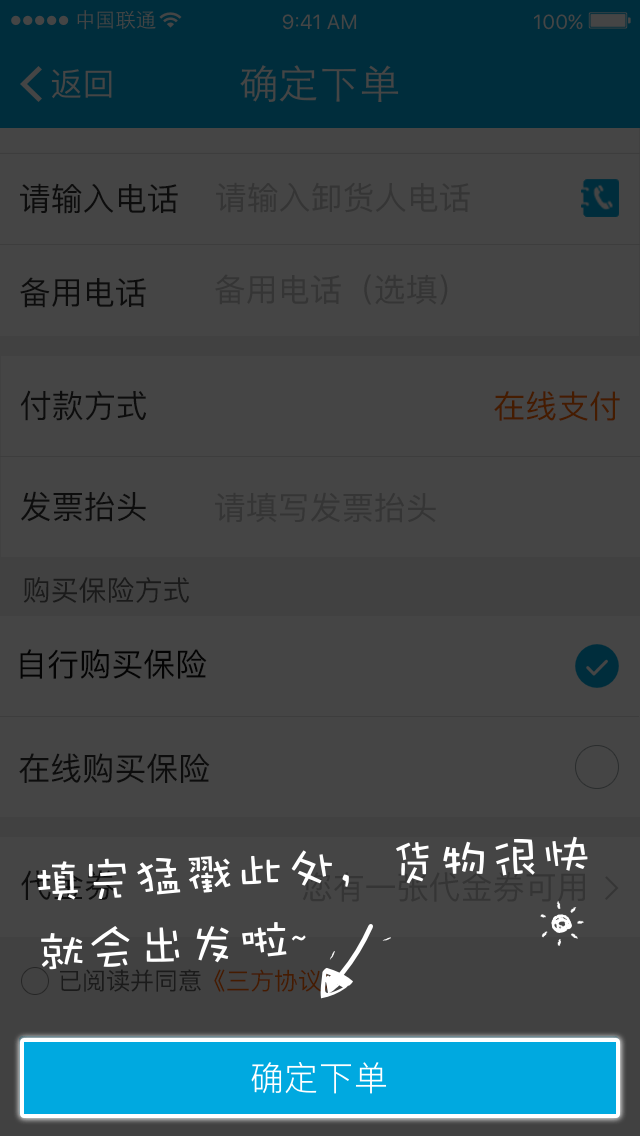 中国联通 9:41 AM 100%
返回 确定下单
请输入电话 请输入卸货人电话
备用电话 备用电话（选填）
付款方式 在线支付
发票抬头 请填写发票抬头
购买保险方式
自行购买保险
在线购买保险
填完猛戳此处，货物很快
代金券 您有一张代金券可用
就会出发啦~
已阅读并同意《三方协议
确定下单